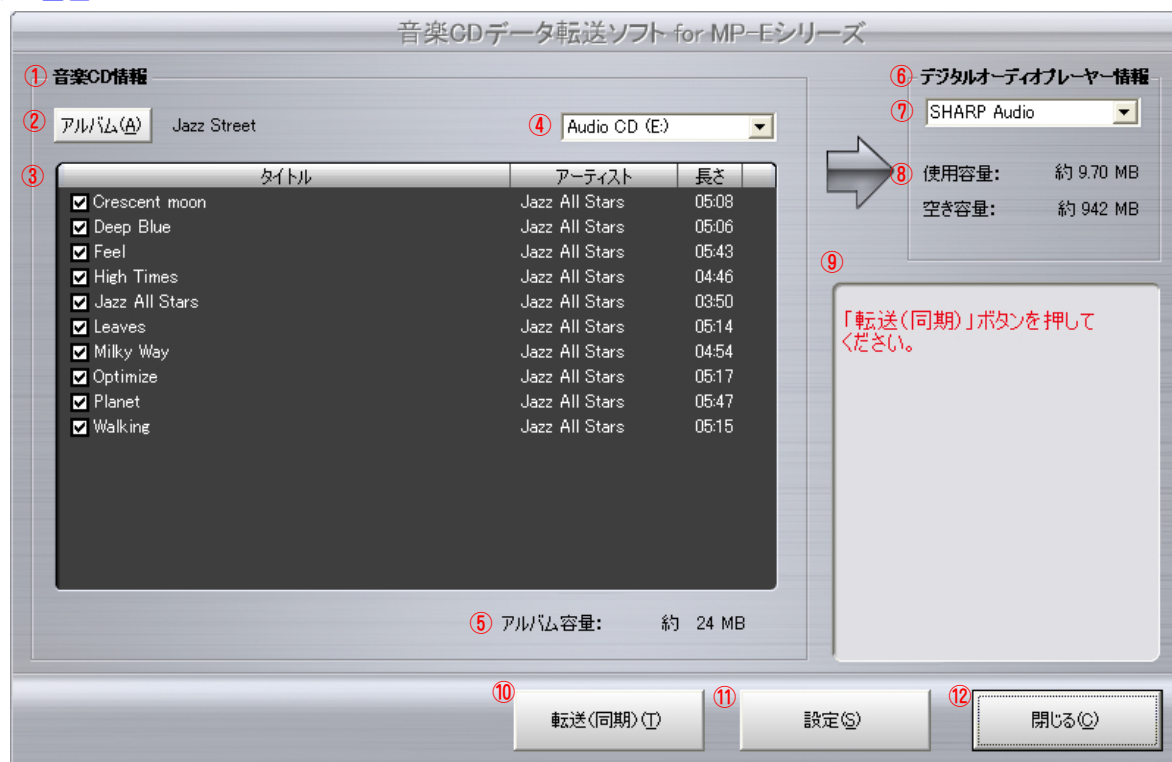 音楽CDデータ転送ソフト for MP-Eシリーズ
① 音楽CD情報
② アルバム(A) Jazz Street
④ Audio CD (E:)
③ タイトル アーティスト 長さ
Crescent moon Jazz All Stars 05:08
Deep Blue Jazz All Stars 05:06
Feel Jazz All Stars 05:43
High Times Jazz All Stars 04:46
Jazz All Stars Jazz All Stars 03:50
Leaves Jazz All Stars 05:14
Milky Way Jazz All Stars 04:54
Optimize Jazz All Stars 05:17
Planet Jazz All Stars 05:47
Walking Jazz All Stars 05:15
⑤ アルバム容量: 約 24 MB
⑥ デジタルオーディオプレーヤー情報
⑦ SHARP Audio
⑧ 使用容量: 約 9.70 MB
空き容量: 約 942 MB
⑨
「転送(同期)」ボタンを押して
ください。
⑩ 転送(同期)(T)
⑪ 設定(S)
⑫ 閉じる(C)